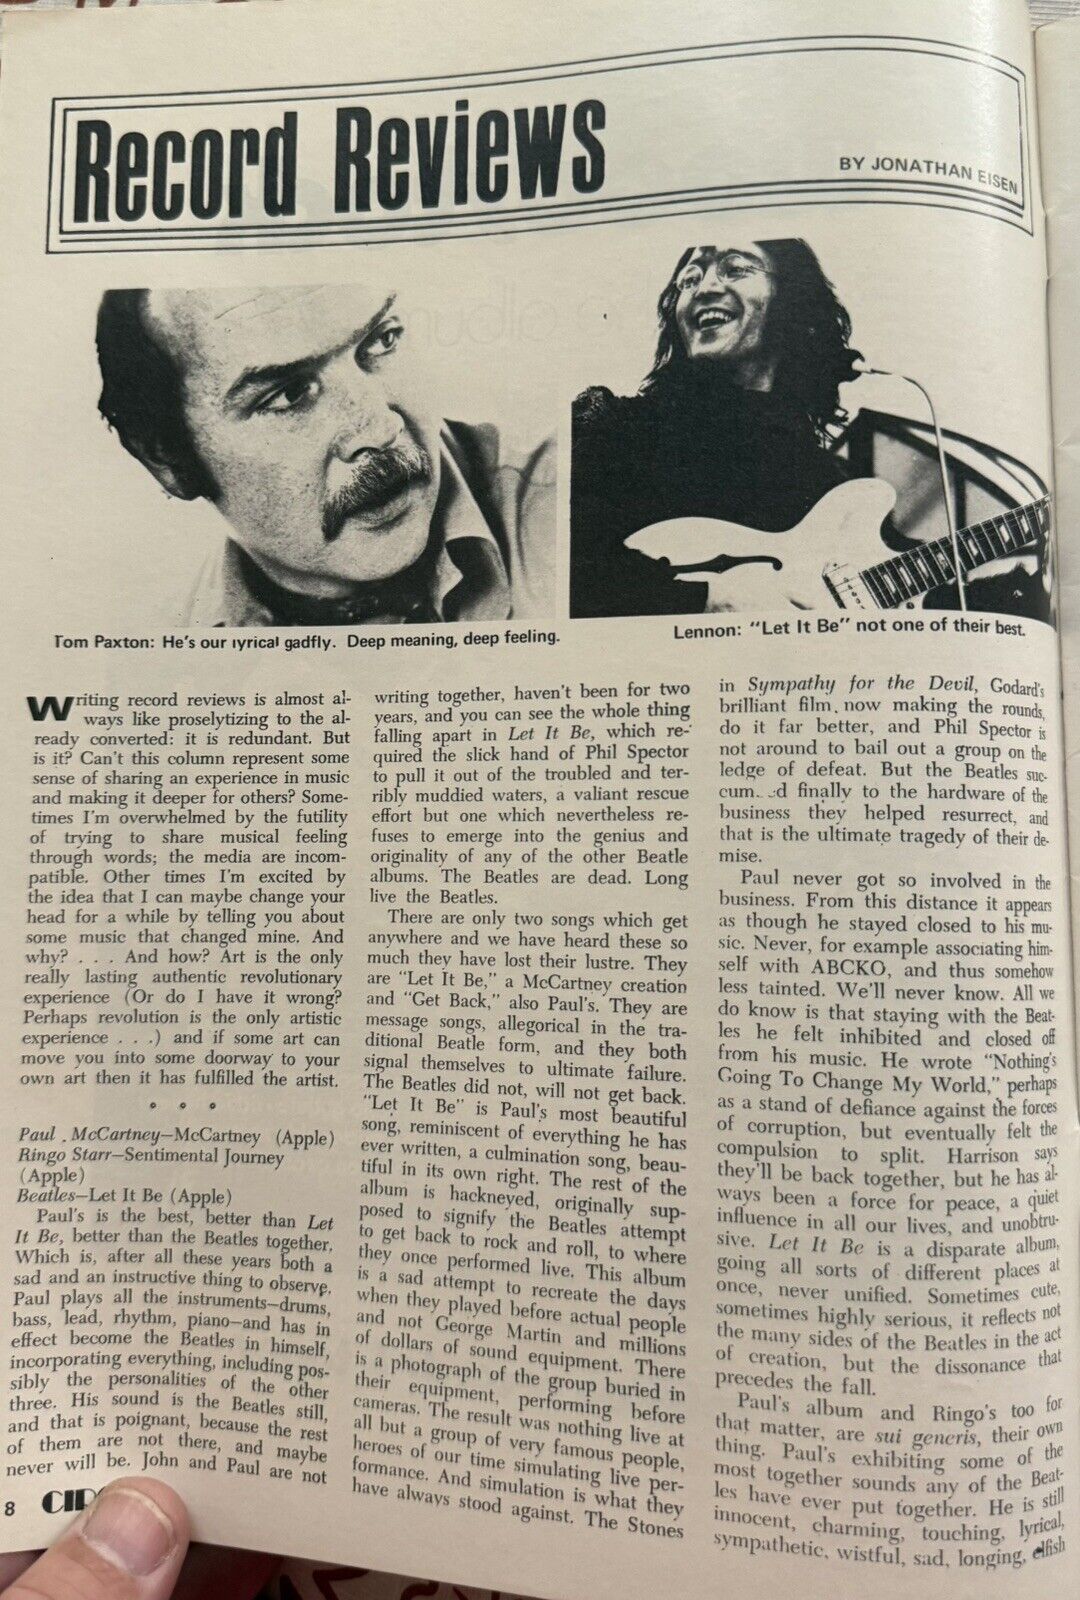 Record Reviews
BY JONATHAN EISEN
Tom Paxton: He's our lyrical gadfly. Deep meaning, deep feeling.
Lennon: "Let It Be" not one of their best.
Writing record reviews is almost al-
ways like proselytizing to the al-
ready converted: it is redundant. But
is it? Can't this column represent some
sense of sharing an experience in music
and making it deeper for others? Some-
times I'm overwhelmed by the futility
of trying to share musical feeling
through words; the media are incom-
patible. Other times I'm excited by
the idea that I can maybe change your
head for a while by telling you about
some music that changed mine. And
why? . . . And how? Art is the only
really lasting authentic revolutionary
experience (Or do I have it wrong?
Perhaps revolution is the only artistic
experience . . .) and if some art can
move you into some doorway to your
own art then it has fulfilled the artist.
Paul McCartney—McCartney (Apple)
Ringo Starr—Sentimental Journey
(Apple)
Beatles—Let It Be (Apple)
Paul's is the best, better than Let
It Be, better than the Beatles together.
Which is, after all these years both a
sad and an instructive thing to observe.
Paul plays all the instruments—drums,
bass, lead, rhythm, piano—and has in
effect become the Beatles in himself,
incorporating everything, including pos-
sibly the personalities of the other
three. His sound is the Beatles still,
and that is poignant, because the rest
of them are not there, and maybe
never will be. John and Paul are not
8
writing together, haven't been for two
years, and you can see the whole thing
falling apart in Let It Be, which re-
quired the slick hand of Phil Spector
to pull it out of the troubled and ter-
ribly muddied waters, a valiant rescue
effort but one which nevertheless re-
fuses to emerge into the genius and
originality of any of the other Beatle
albums. The Beatles are dead. Long
live the Beatles.
There are only two songs which get
anywhere and we have heard these so
much they have lost their lustre. They
are "Let It Be," a McCartney creation
and "Get Back," also Paul's. They are
message songs, allegorical in the tra-
ditional Beatle form, and they both
signal themselves to ultimate failure.
The Beatles did not, will not get back.
"Let It Be" is Paul's most beautiful
song, reminiscent of everything he has
ever written, a culmination song, beau-
tiful in its own right. The rest of the
album is hackneyed, originally sup-
posed to signify the Beatles attempt
to get back to rock and roll, to where
they once performed live. This album
is a sad attempt to recreate the days
when they played before actual people
and not George Martin and millions
of dollars of sound equipment. There
is a photograph of the group buried in
their equipment, performing before
cameras. The result was nothing live at
all but a group of very famous people,
heroes of our time simulating live per-
formance. And simulation is what they
have always stood against. The Stones
in Sympathy for the Devil, Godard's
brilliant film, now making the rounds,
do it far better, and Phil Spector is
not around to bail out a group on the
ledge of defeat. But the Beatles suc-
finally to the hardware of the
business they helped resurrect, and
that is the ultimate tragedy of their de-
mise.
Paul never got so involved in the
business. From this distance it appears
as though he stayed closed to his mu-
sic. Never, for example associating him-
self with ABCKO, and thus somehow
less tainted. We'll never know. All we
do know is that staying with the Beat-
les he felt inhibited and closed off
from his music. He wrote "Nothing's
Going To Change My World," perhaps
as a stand of defiance against the forces
of corruption, but eventually felt the
compulsion to split. Harrison says
they'll be back together, but he has al-
ways been a force for peace, a quiet
influence in all our lives, and unobtru-
sive. Let It Be is a disparate album,
going all sorts of different places at
once, never unified. Sometimes cute,
sometimes highly serious, it reflects not
the many sides of the Beatles in the act
of creation, but the dissonance that
precedes the fall.
Paul's album and Ringo's too for
that matter, are sui generis, their own
thing. Paul's exhibiting some of the
most together sounds any of the Beat-
les have ever put together. He is still
innocent, charming, touching, lyrical,
sympathetic, wistful, sad, longing, elfish